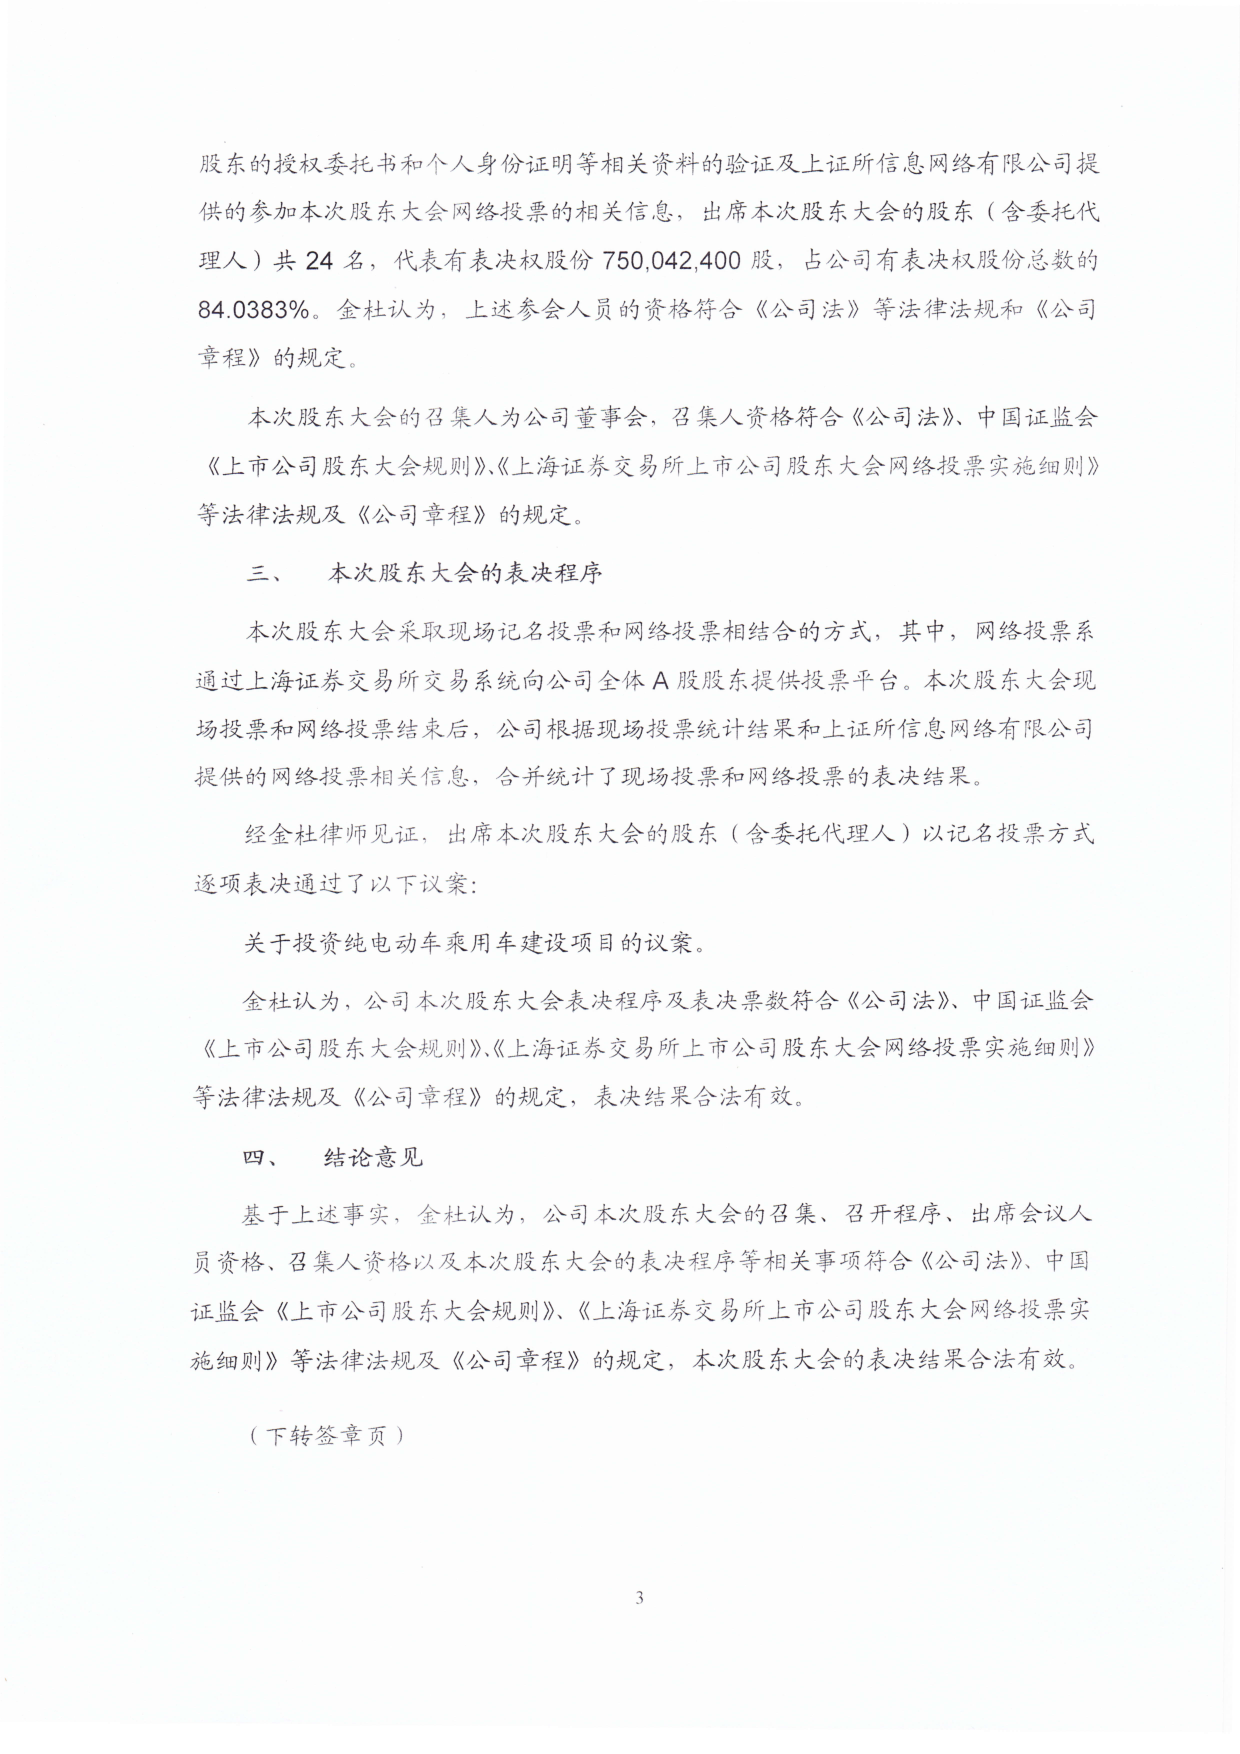 股东的授权委托书和个人身份证明等相关资料的验证及上证所信息网络有限公司提
供的参加本次股东大会网络投票的相关信息，出席本次股东大会的股东（含委托代
理人）共 24 名，代表有表决权股份 750,042,400 股，占公司有表决权股份总数的
84.0383%。金杜认为，上述参会人员的资格符合《公司法》等法律法规和《公司
章程》的规定。
本次股东大会的召集人为公司董事会，召集人资格符合《公司法》、中国证监会
《上市公司股东大会规则》、《上海证券交易所上市公司股东大会网络投票实施细则》
等法律法规及《公司章程》的规定。
三、 本次股东大会的表决程序
本次股东大会采取现场记名投票和网络投票相结合的方式，其中，网络投票系
通过上海证券交易所交易系统向公司全体 A 股股东提供投票平台。本次股东大会现
场投票和网络投票结束后，公司根据现场投票统计结果和上证所信息网络有限公司
提供的网络投票相关信息，合并统计了现场投票和网络投票的表决结果。
经金杜律师见证，出席本次股东大会的股东（含委托代理人）以记名投票方式
逐项表决通过了以下议案：
关于投资纯电动车乘用车建设项目的议案。
金杜认为，公司本次股东大会表决程序及表决票数符合《公司法》、中国证监会
《上市公司股东大会规则》、《上海证券交易所上市公司股东大会网络投票实施细则》
等法律法规及《公司章程》的规定，表决结果合法有效。
四、 结论意见
基于上述事实，金杜认为，公司本次股东大会的召集、召开程序、出席会议人
员资格、召集人资格以及本次股东大会的表决程序等相关事项符合《公司法》、中国
证监会《上市公司股东大会规则》、《上海证券交易所上市公司股东大会网络投票实
施细则》等法律法规及《公司章程》的规定，本次股东大会的表决结果合法有效。
（下转签章页）
3